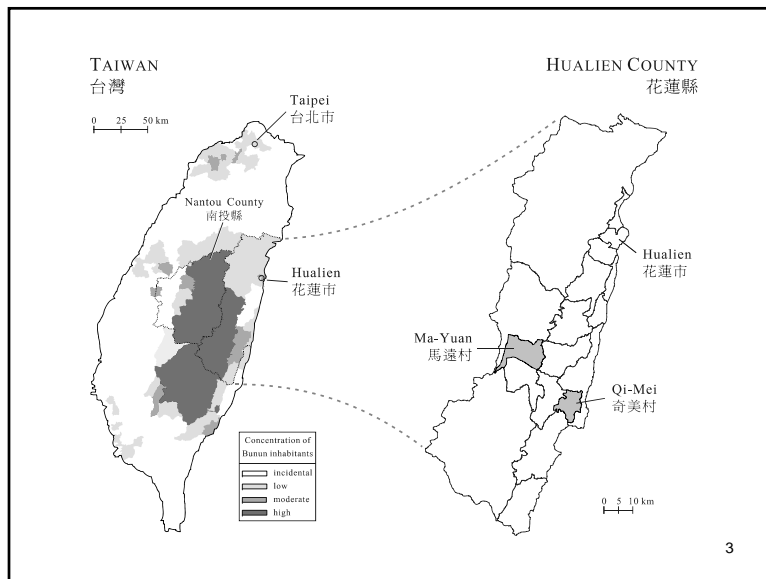 TAIWAN
台灣
0 25 50 km
Taipei
台北市
Nantou County
南投縣
Hualien
花蓮市
Concentration of
Bunun inhabitants
incidental
low
moderate
high
HUALIEN COUNTY
花蓮縣
Hualien
花蓮市
Ma-Yuan
馬遠村
Qi-Mei
奇美村
0 5 10 km
3